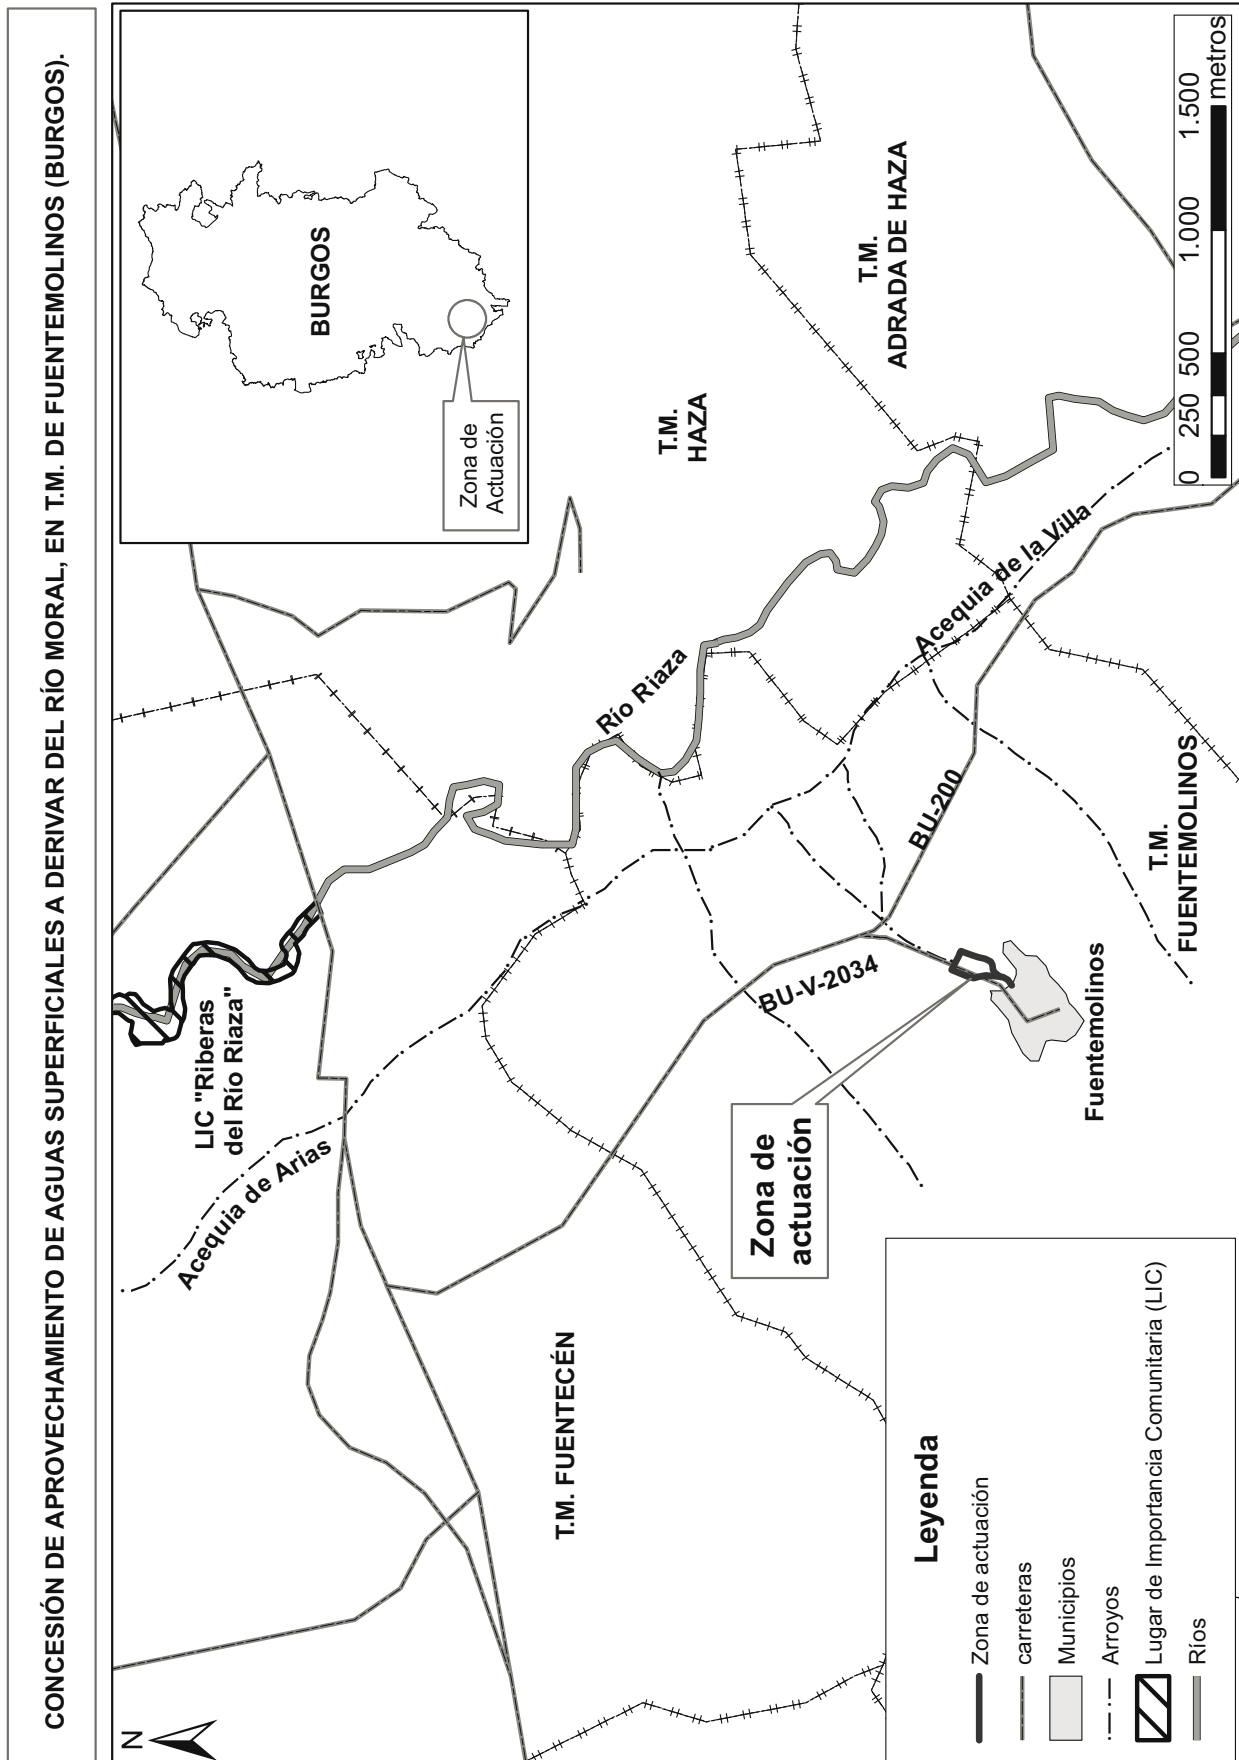 CONCESIÓN DE APROVECHAMIENTO DE AGUAS SUPERFICIALES A DERIVAR DEL RÍO MORAL, EN T.M. DE FUENTEMOLINOS (BURGOS).
N
BURGOS
Zona de
Actuación
LIC "Riberas
del Río Riaza"
Acequia de Arias
Río Riaza
T.M.
HAZA
T.M. FUENTECÉN
Zona de
actuación
BU-V-2034
BU-200
Acequia de la Villa
T.M.
ADRADA DE HAZA
Fuentemolinos
T.M.
FUENTEMOLINOS
Leyenda
Zona de actuación
carreteras
Municipios
Arroyos
Lugar de Importancia Comunitaria (LIC)
Ríos
0 250 500 1.000 1.500
metros